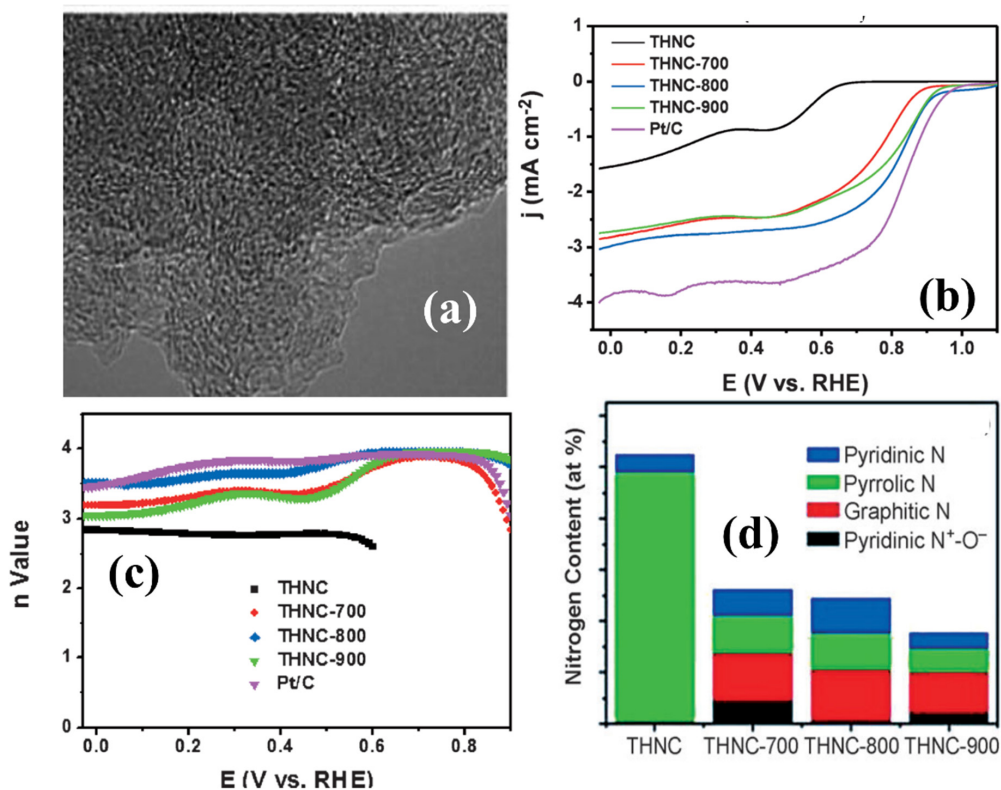 (a)
THNC
THNC-700
THNC-800
THNC-900
Pt/C
j (mA cm-2)
0
-1
-2
-3
-4
0.0 0.2 0.4 0.6 0.8 1.0
E (V vs. RHE)
(b)
n Value
4
3
2
1
0
(c)
THNC
THNC-700
THNC-800
THNC-900
Pt/C
0.0 0.2 0.4 0.6 0.8
E (V vs. RHE)
Nitrogen Content (at %)
Pyridinic N
Pyrrolic N
Graphitic N
Pyridinic N⁺-O⁻
(d)
THNC THNC-700 THNC-800 THNC-900